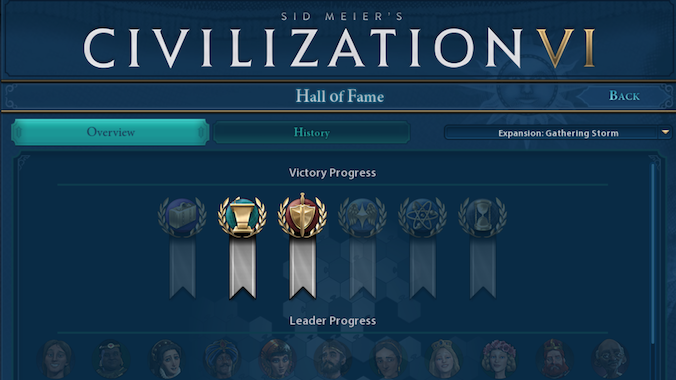 SID MEIER'S
CIVILIZATION VI
Hall of Fame
BACK
Overview
History
Expansion: Gathering Storm
Victory Progress
Leader Progress